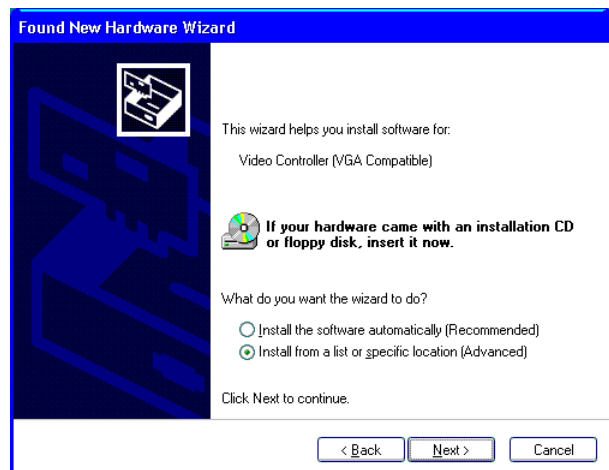 Found New Hardware Wizard
This wizard helps you install software for:
Video Controller (VGA Compatible)
If your hardware came with an installation CD
or floppy disk, insert it now.
What do you want the wizard to do?
Install the software automatically (Recommended)
Install from a list or specific location (Advanced)
Click Next to continue.
< Back Next > Cancel